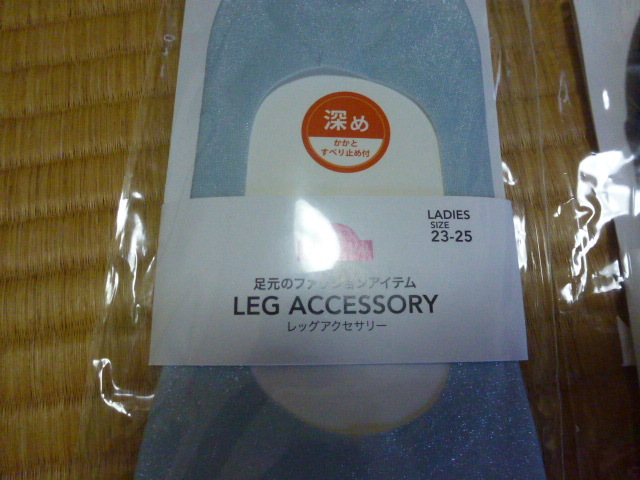 深め
かかと
すべり止め付
LADIES
SIZE
23-25
足元のファッションアイテム
LEG ACCESSORY
レッグアクセサリー